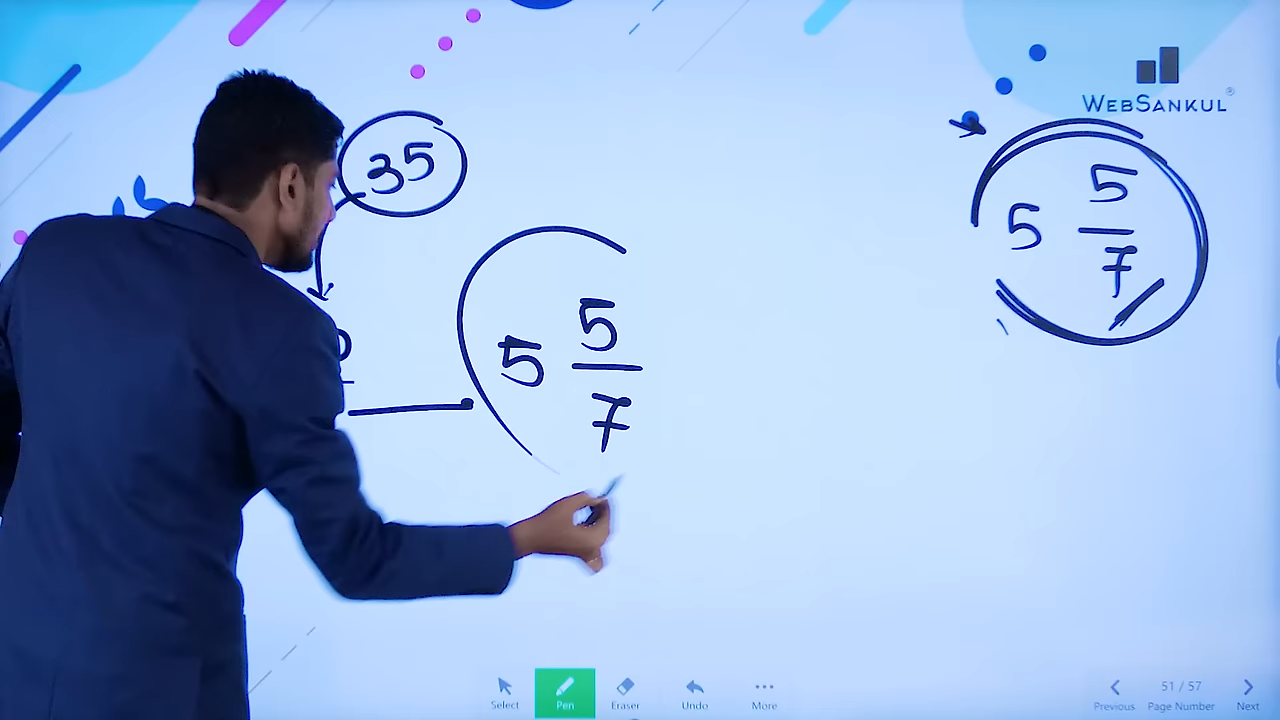 WEBSANKUL®
35
5 5/7
5 5/7
Select Pen Eraser Undo More
51 / 57
Previous Page Number Next